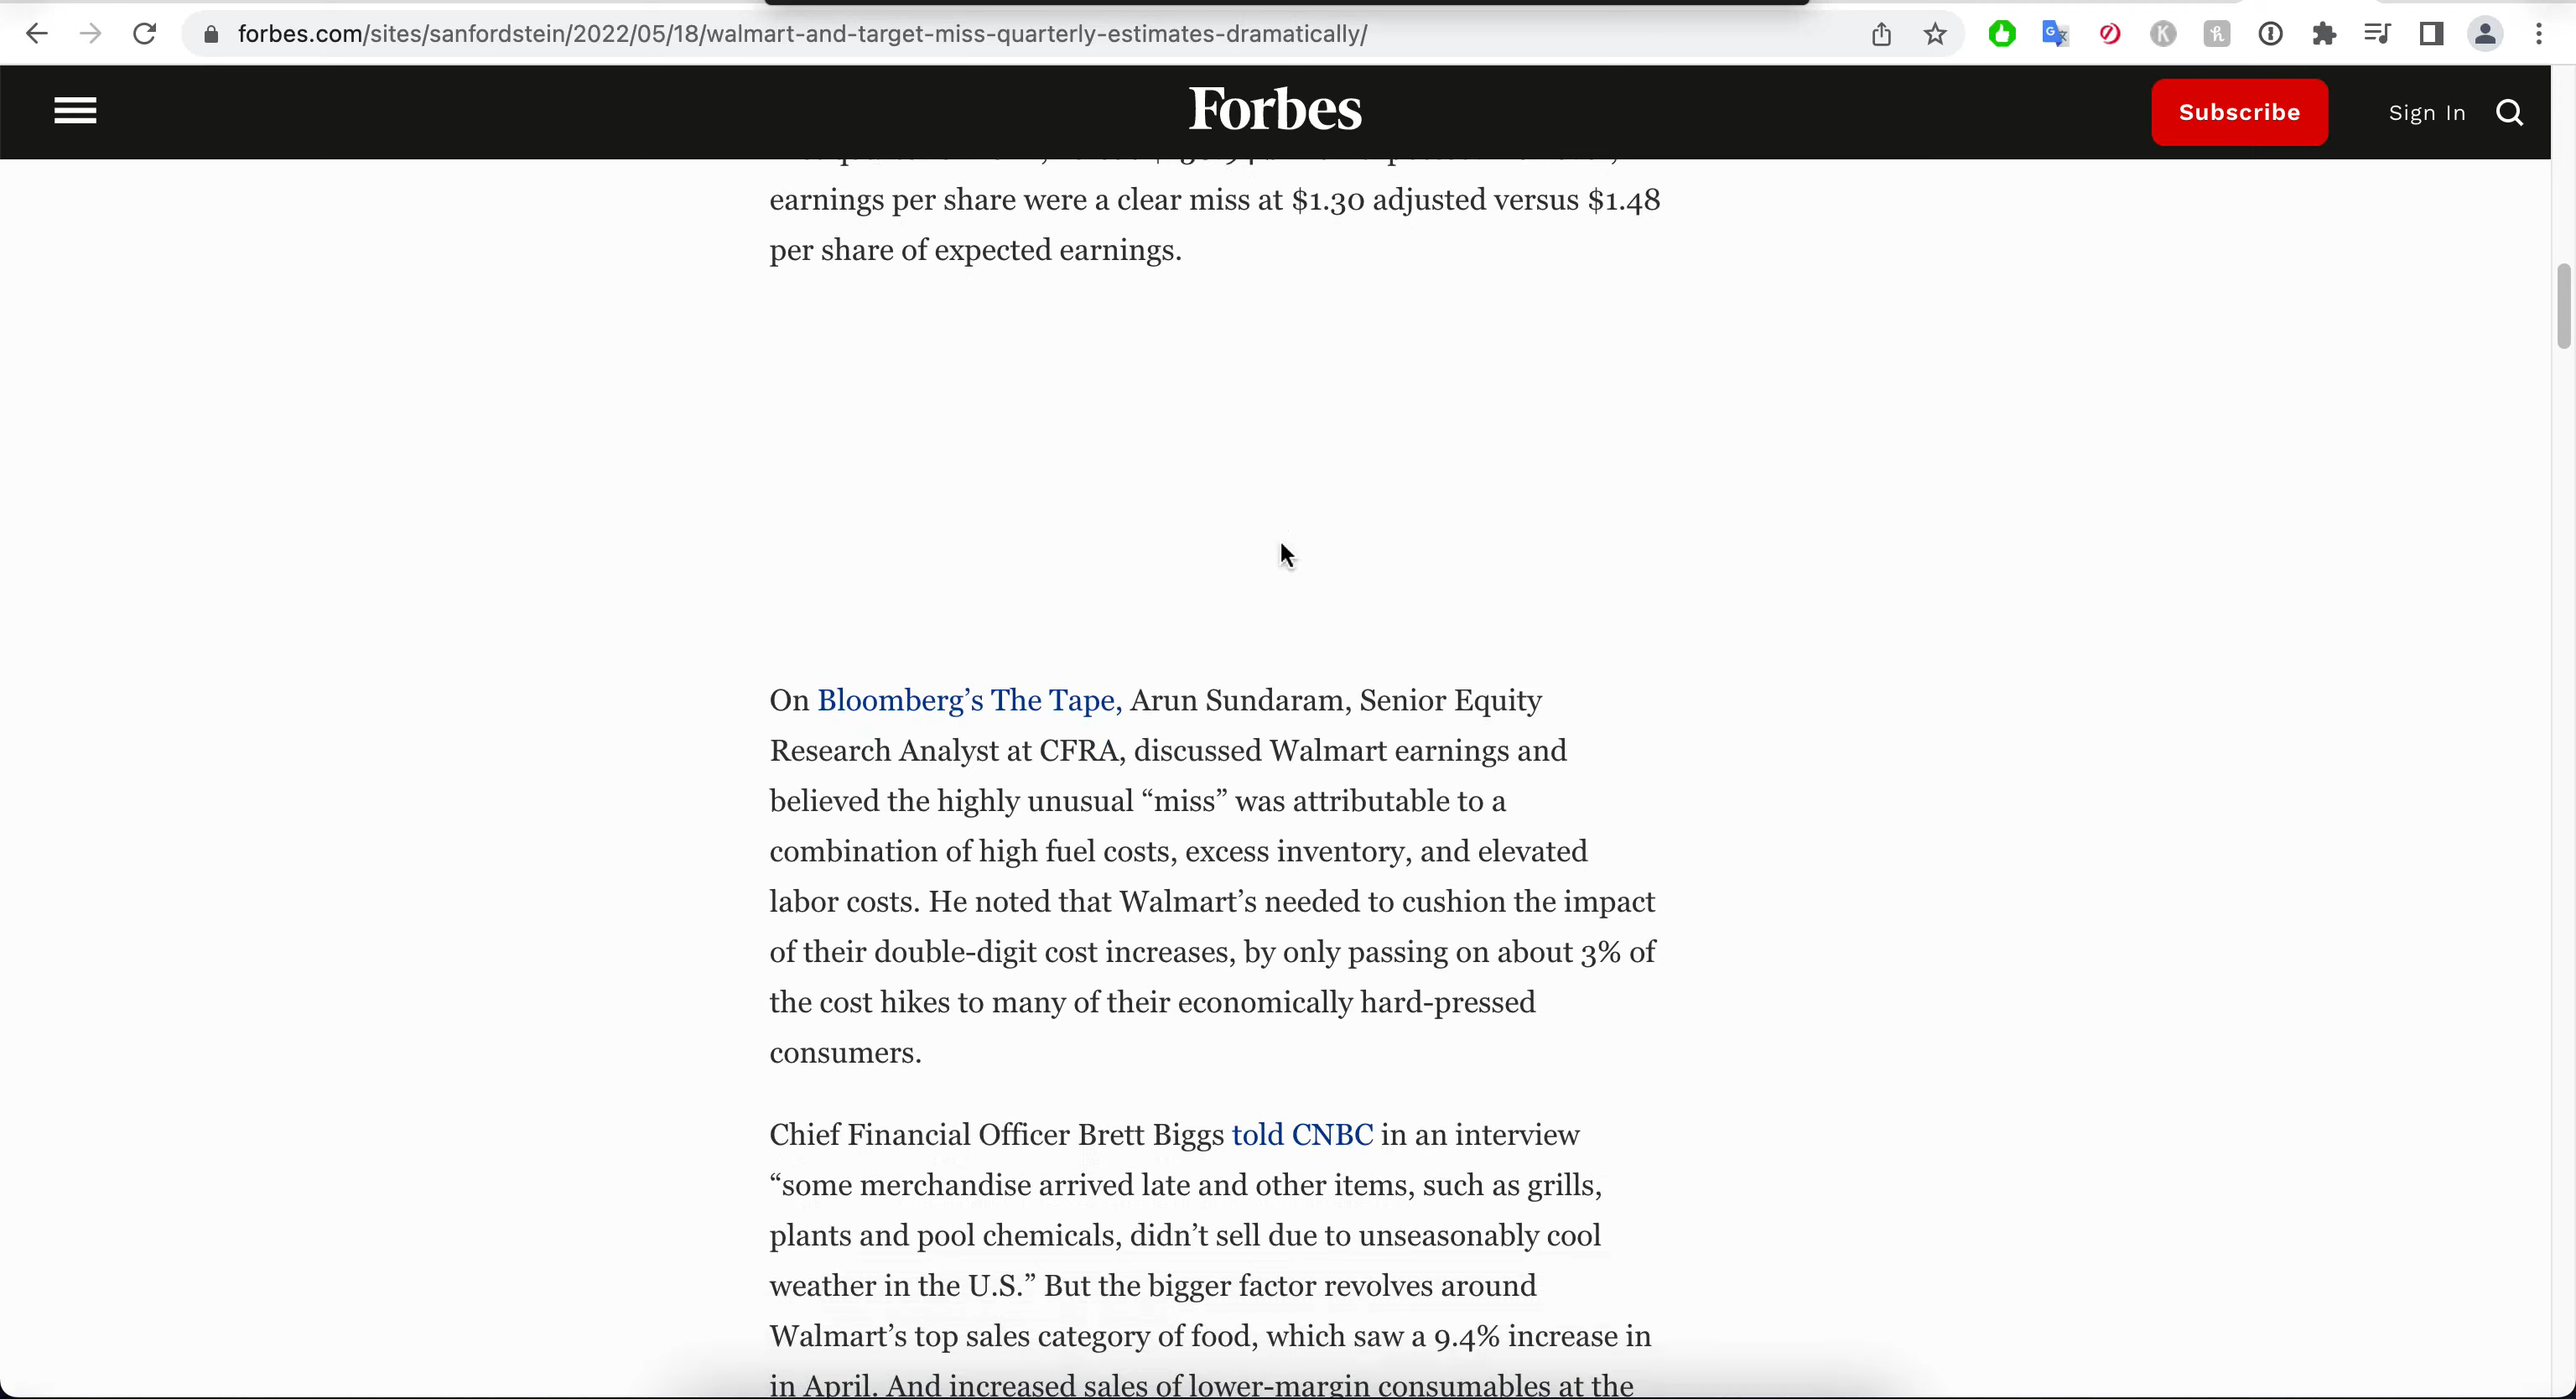 forbes.com/sites/sanfordstein/2022/05/18/walmart-and-target-miss-quarterly-estimates-dramatically/
Forbes
Subscribe
Sign In
earnings per share were a clear miss at $1.30 adjusted versus $1.48
per share of expected earnings.
On Bloomberg’s The Tape, Arun Sundaram, Senior Equity
Research Analyst at CFRA, discussed Walmart earnings and
believed the highly unusual “miss” was attributable to a
combination of high fuel costs, excess inventory, and elevated
labor costs. He noted that Walmart’s needed to cushion the impact
of their double-digit cost increases, by only passing on about 3% of
the cost hikes to many of their economically hard-pressed
consumers.
Chief Financial Officer Brett Biggs told CNBC in an interview
“some merchandise arrived late and other items, such as grills,
plants and pool chemicals, didn’t sell due to unseasonably cool
weather in the U.S.” But the bigger factor revolves around
Walmart’s top sales category of food, which saw a 9.4% increase in
in April. And increased sales of lower-margin consumables at the